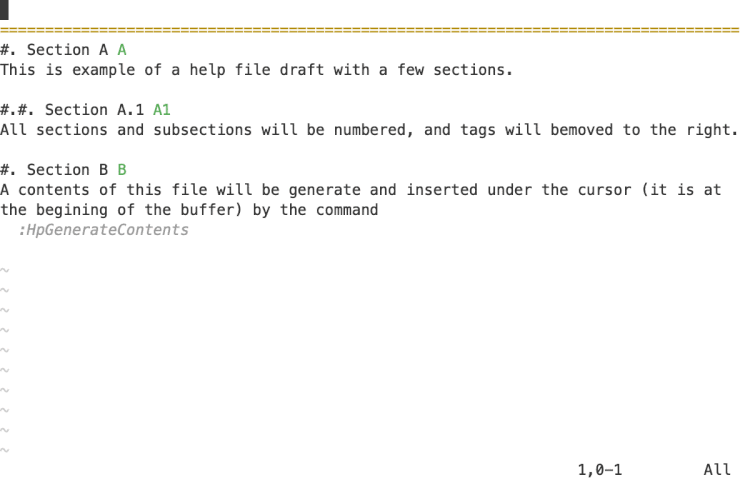 ==================================================================================
#. Section A A
This is example of a help file draft with a few sections.
#.#. Section A.1 A1
All sections and subsections will be numbered, and tags will bemoved to the right.
#. Section B B
A contents of this file will be generate and inserted under the cursor (it is at
the begining of the buffer) by the command
:HpGenerateContents
~
~
~
~
~
~
~
~
~
~
1,0-1 All